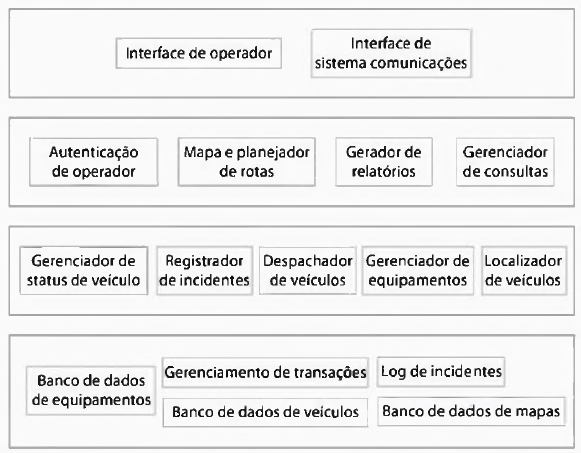 Interface de operador
Interface de
sistema comunicações
Autenticação
de operador
Mapa e planejador
de rotas
Gerador de
relatórios
Gerenciador
de consultas
Gerenciador de
status de veículo
Registrador
de incidentes
Despachador
de veículos
Gerenciador de
equipamentos
Localizador
de veículos
Banco de dados
de equipamentos
Gerenciamento de transações
Log de incidentes
Banco de dados de veículos
Banco de dados de mapas